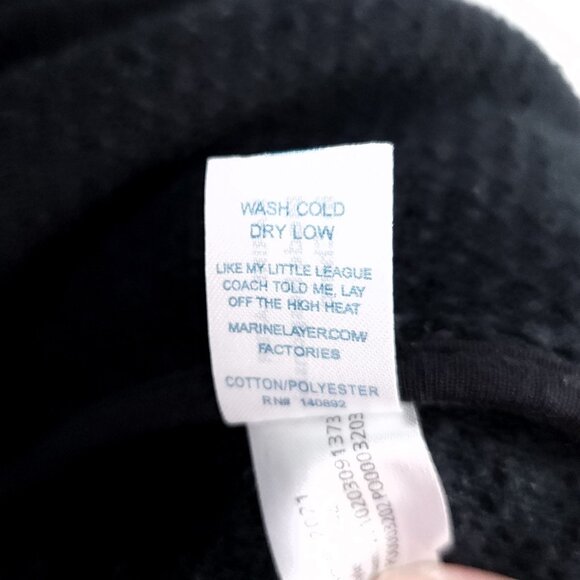 WASH COLD
DRY LOW
LIKE MY LITTLE LEAGUE
COACH TOLD ME, LAY
OFF THE HIGH HEAT
MARINELAYER.COM/
FACTORIES
COTTON/POLYESTER
RN# 140892